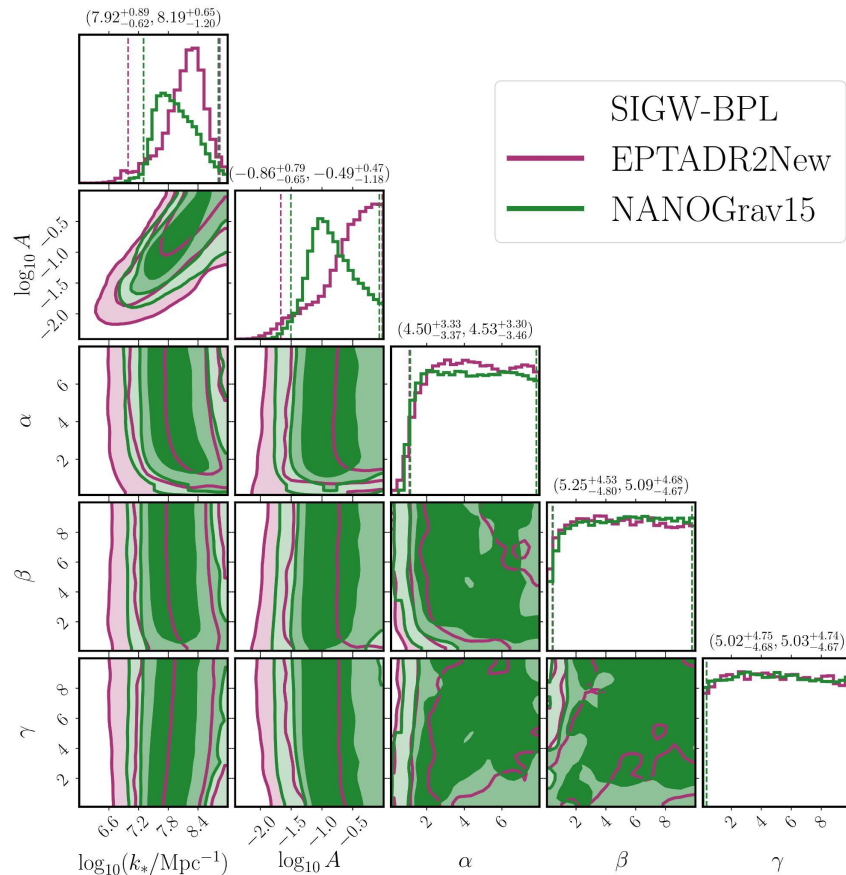 (7.92^{+0.89}_{-0.62}, 8.19^{+0.65}_{-1.20})
SIGW-BPL
EPTADR2New
NANOGrav15
(−0.86^{+0.79}_{-0.65}, −0.49^{+0.47}_{-1.18})
log₁₀ A
−0.5
−1.0
−1.5
−2.0
(4.50^{+3.33}_{-3.37}, 4.53^{+3.30}_{-3.46})
α
6
4
2
(5.25^{+4.53}_{-4.80}, 5.09^{+4.68}_{-4.67})
β
8
6
4
2
(5.02^{+4.75}_{-4.68}, 5.03^{+4.74}_{-4.67})
γ
8
6
4
2
6.6 7.2 7.8 8.4
−2.0 −1.5 −1.0 −0.5
2 4 6
2 4 6 8
2 4 6 8
log₁₀(k_*/Mpc⁻¹) log₁₀ A α β γ